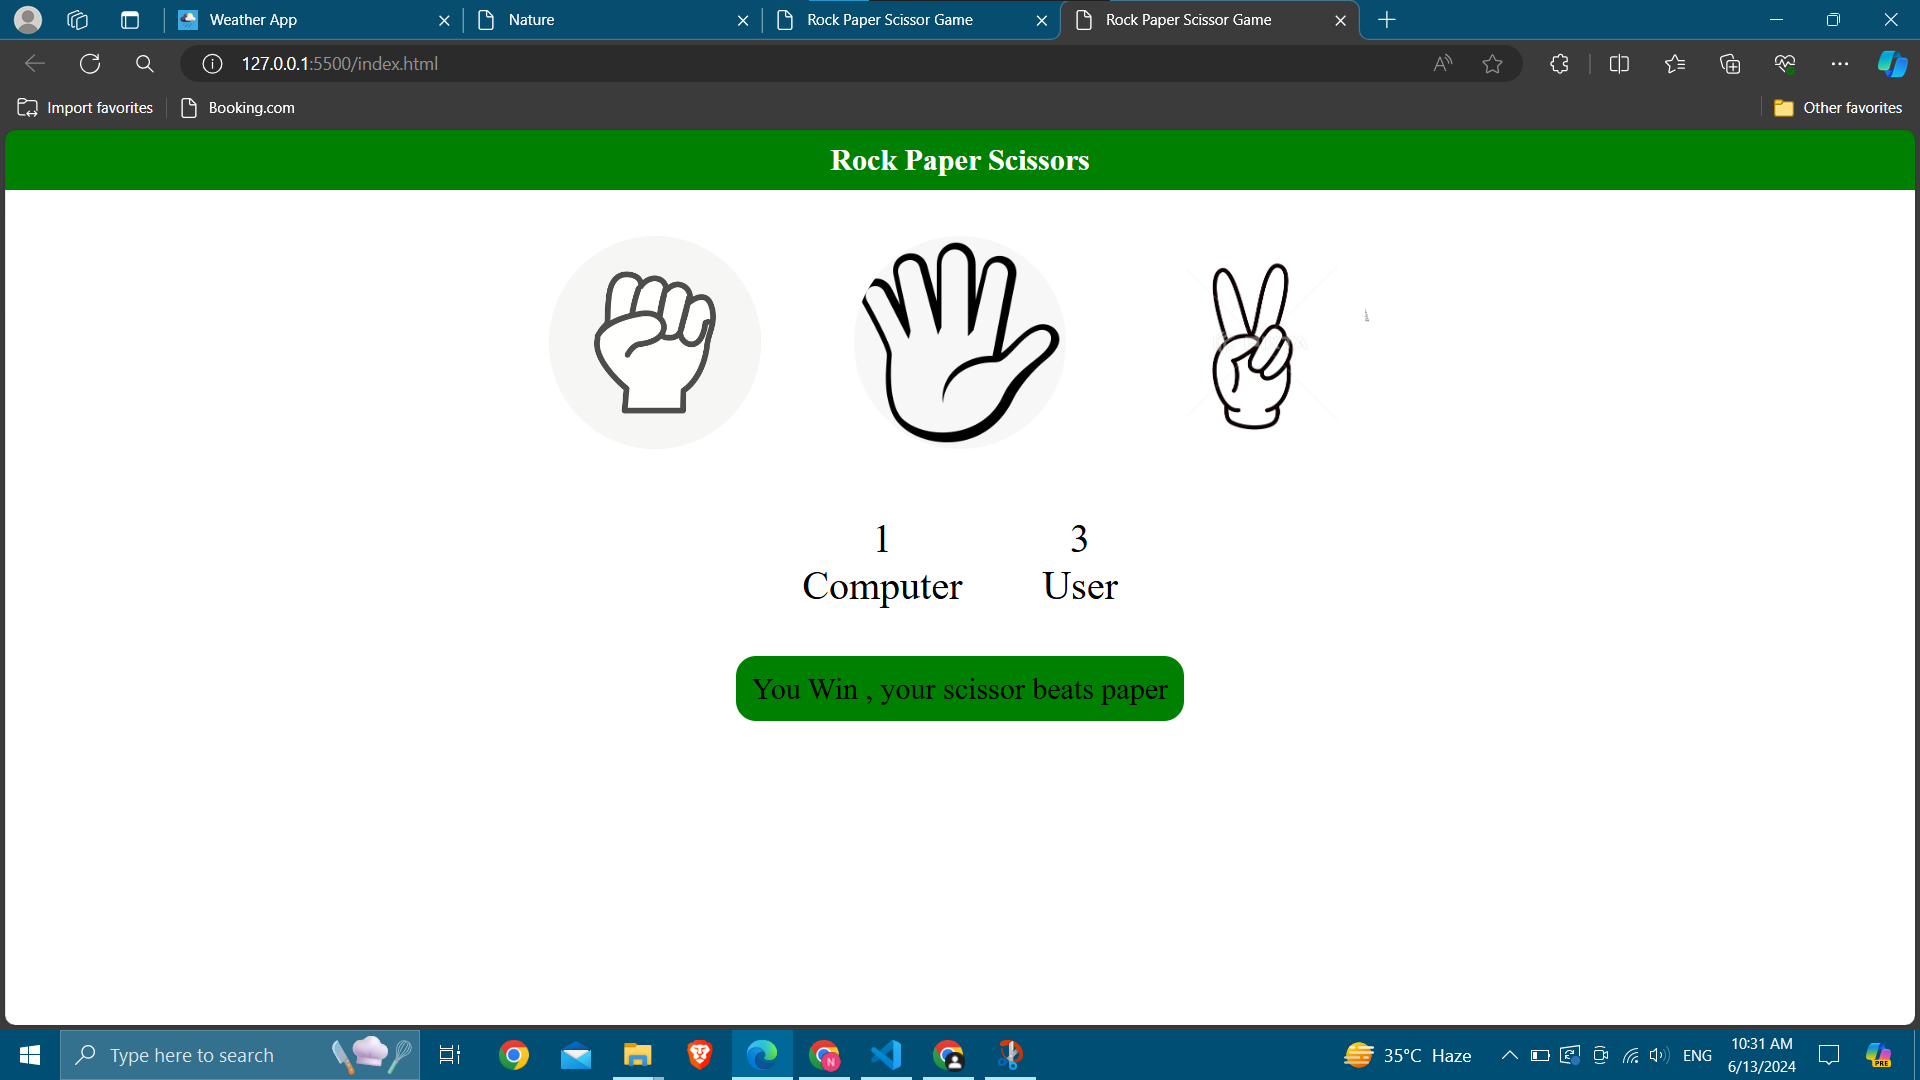 Weather App
Nature
Rock Paper Scissor Game
Rock Paper Scissor Game
127.0.0.1:5500/index.html
Import favorites
Booking.com
Other favorites
Rock Paper Scissors
1
3
Computer
User
You Win , your scissor beats paper
Type here to search
35°C Haze
ENG
10:31 AM
6/13/2024
N
PRE